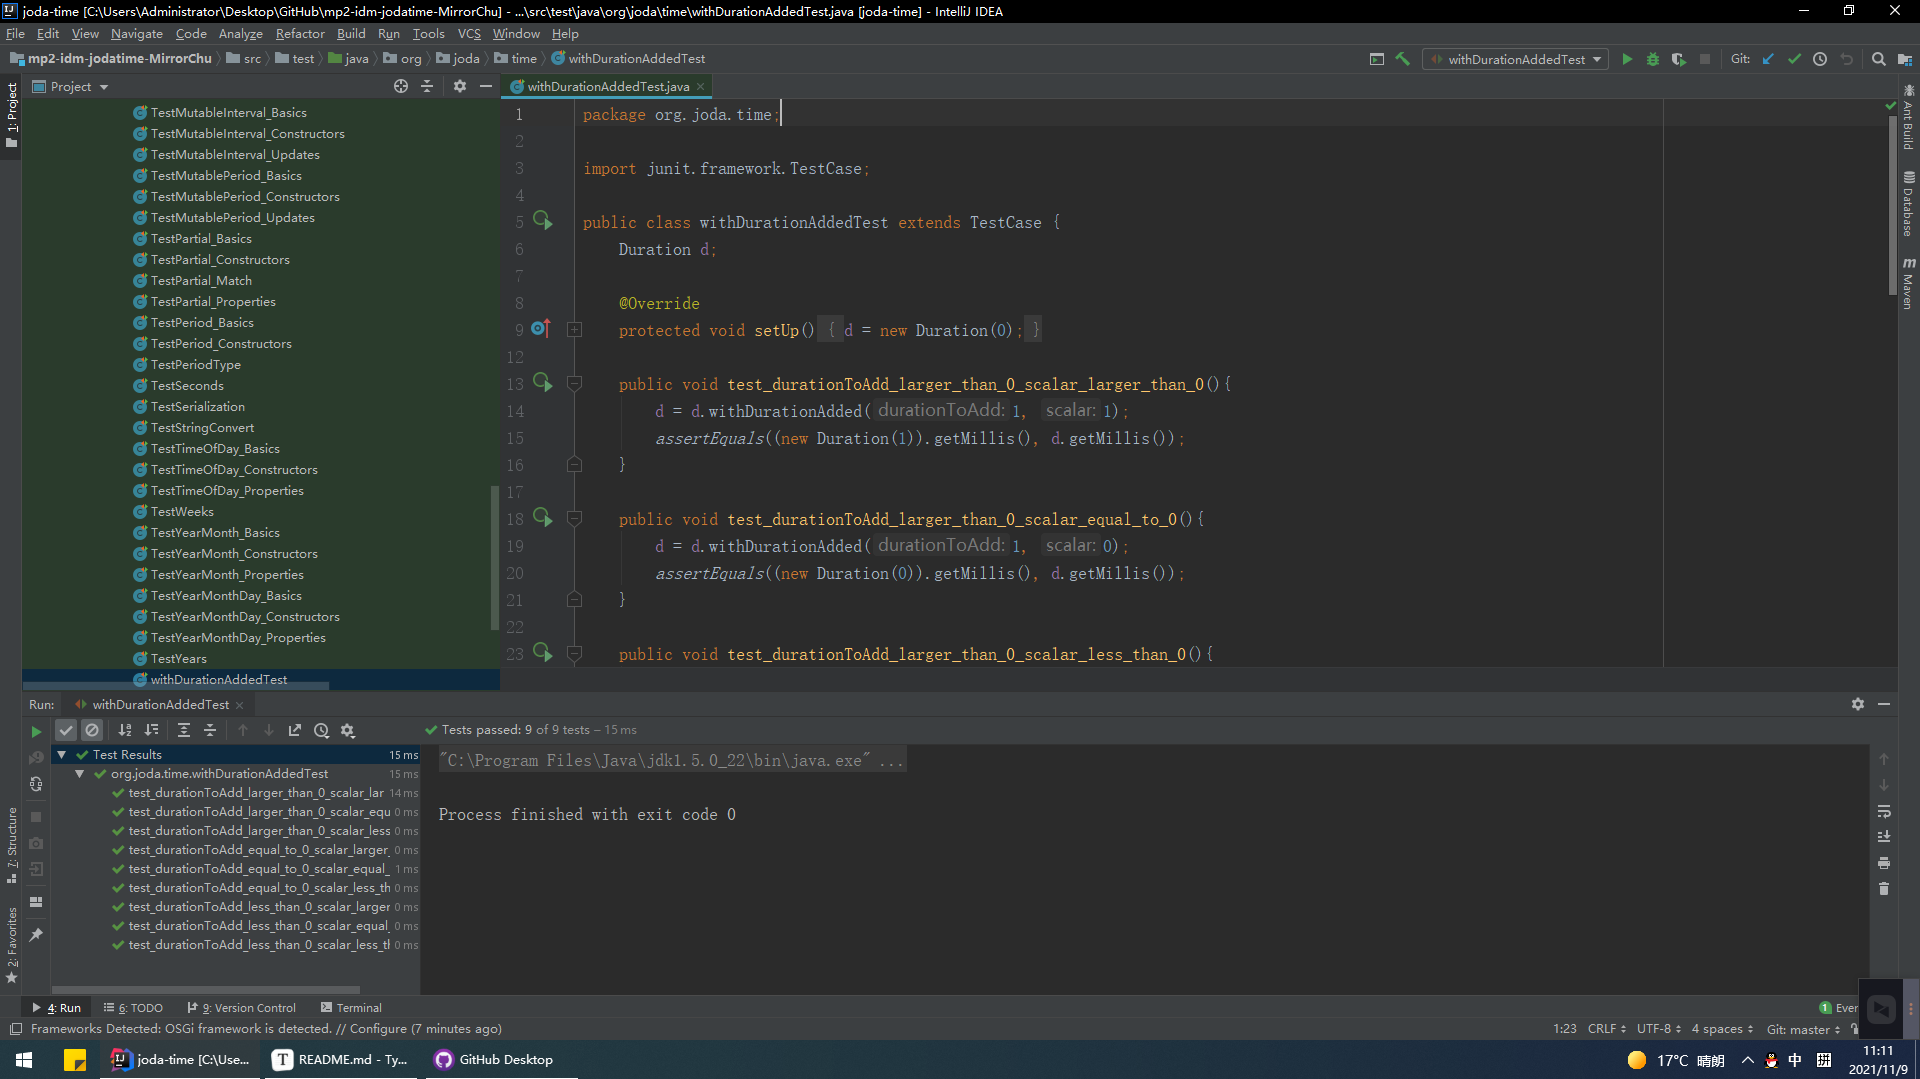 joda-time [C:\Users\Administrator\Desktop\GitHub\mp2-idm-jodatime-MirrorChu] - ...\src\test\java\org\joda\time\withDurationAddedTest.java [joda-time] - IntelliJ IDEA
File Edit View Navigate Code Analyze Refactor Build Run Tools VCS Window Help
mp2-idm-jodatime-MirrorChu src test java org joda time withDurationAddedTest
withDurationAddedTest Git:
1: Project
Project
TestMutableInterval_Basics
TestMutableInterval_Constructors
TestMutableInterval_Updates
TestMutablePeriod_Basics
TestMutablePeriod_Constructors
TestMutablePeriod_Updates
TestPartial_Basics
TestPartial_Constructors
TestPartial_Match
TestPartial_Properties
TestPeriod_Basics
TestPeriod_Constructors
TestPeriodType
TestSeconds
TestSerialization
TestStringConvert
TestTimeOfDay_Basics
TestTimeOfDay_Constructors
TestTimeOfDay_Properties
TestWeeks
TestYearMonth_Basics
TestYearMonth_Constructors
TestYearMonth_Properties
TestYearMonthDay_Basics
TestYearMonthDay_Constructors
TestYearMonthDay_Properties
TestYears
withDurationAddedTest
withDurationAddedTest.java
1 package org.joda.time;
2
3 import junit.framework.TestCase;
4
5 public class withDurationAddedTest extends TestCase {
6 Duration d;
7
8 @Override
9 protected void setUp() { d = new Duration(0); }
12
13 public void test_durationToAdd_larger_than_0_scalar_larger_than_0(){
14 d = d.withDurationAdded( durationToAdd: 1, scalar: 1);
15 assertEquals((new Duration(1)).getMillis(), d.getMillis());
16 }
17
18 public void test_durationToAdd_larger_than_0_scalar_equal_to_0(){
19 d = d.withDurationAdded( durationToAdd: 1, scalar: 0);
20 assertEquals((new Duration(0)).getMillis(), d.getMillis());
21 }
22
23 public void test_durationToAdd_larger_than_0_scalar_less_than_0(){
Ant Build
Database
m Maven
Run: withDurationAddedTest
Tests passed: 9 of 9 tests – 15 ms
Test Results 15 ms
org.joda.time.withDurationAddedTest 15 ms
test_durationToAdd_larger_than_0_scalar_lar 14 ms
test_durationToAdd_larger_than_0_scalar_equ 0 ms
test_durationToAdd_larger_than_0_scalar_less 0 ms
test_durationToAdd_equal_to_0_scalar_larger_ 0 ms
test_durationToAdd_equal_to_0_scalar_equal_ 1 ms
test_durationToAdd_equal_to_0_scalar_less_th 0 ms
test_durationToAdd_less_than_0_scalar_larger 0 ms
test_durationToAdd_less_than_0_scalar_equal_ 0 ms
test_durationToAdd_less_than_0_scalar_less_tl 0 ms
"C:\Program Files\Java\jdk1.5.0_22\bin\java.exe" ...
Process finished with exit code 0
7: Structure
2: Favorites
4: Run 6: TODO 9: Version Control Terminal 1 Ever
Frameworks Detected: OSGi framework is detected. // Configure (7 minutes ago)
1:23 CRLF UTF-8 4 spaces Git: master
joda-time [C:\Use... README.md - Ty... GitHub Desktop
17°C 晴朗 中 拼
11:11
2021/11/9